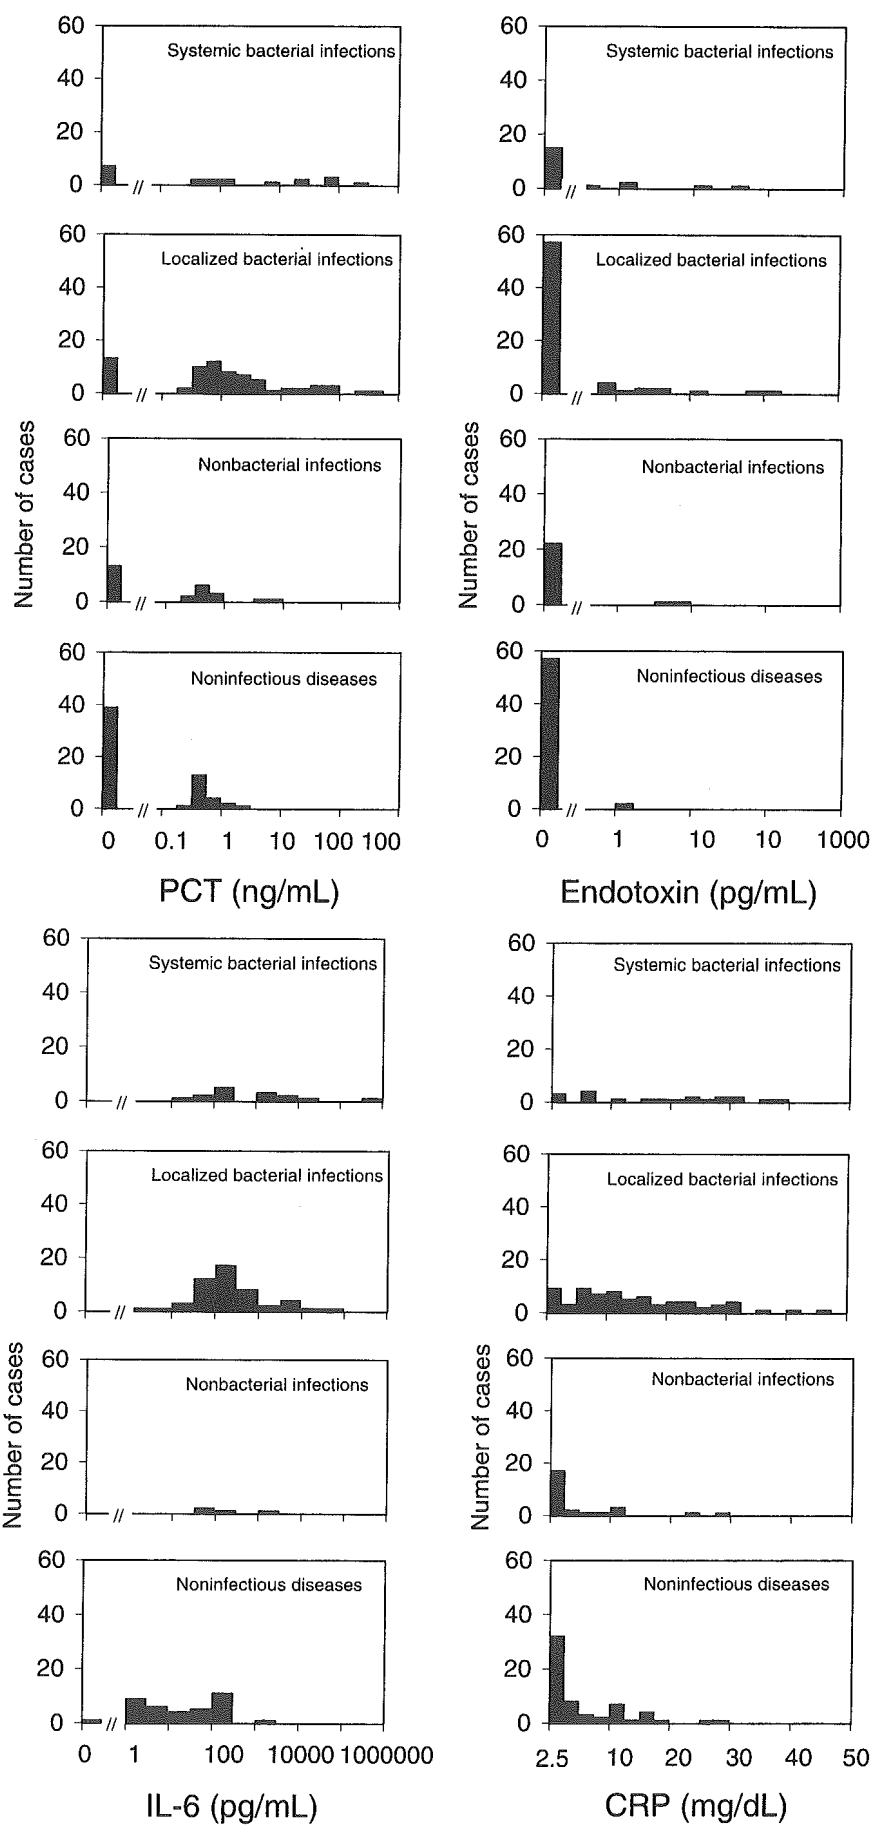 60
Systemic bacterial infections
40
20
0
//
60
Localized bacterial infections
40
20
0
//
60
Nonbacterial infections
40
20
0
//
60
Noninfectious diseases
40
20
0
//
0 0.1 1 10 100 100
Number of cases
PCT (ng/mL)
60
Systemic bacterial infections
40
20
0
//
60
Localized bacterial infections
40
20
0
//
60
Nonbacterial infections
40
20
0
//
60
Noninfectious diseases
40
20
0
//
0 1 10 10 1000
Number of cases
Endotoxin (pg/mL)
60
Systemic bacterial infections
40
20
0
//
60
Localized bacterial infections
40
20
0
//
60
Nonbacterial infections
40
20
0
//
60
Noninfectious diseases
40
20
0
//
0 1 100 10000 1000000
Number of cases
IL-6 (pg/mL)
60
Systemic bacterial infections
40
20
0
60
Localized bacterial infections
40
20
0
60
Nonbacterial infections
40
20
0
60
Noninfectious diseases
40
20
0
2.5 10 20 30 40 50
Number of cases
CRP (mg/dL)